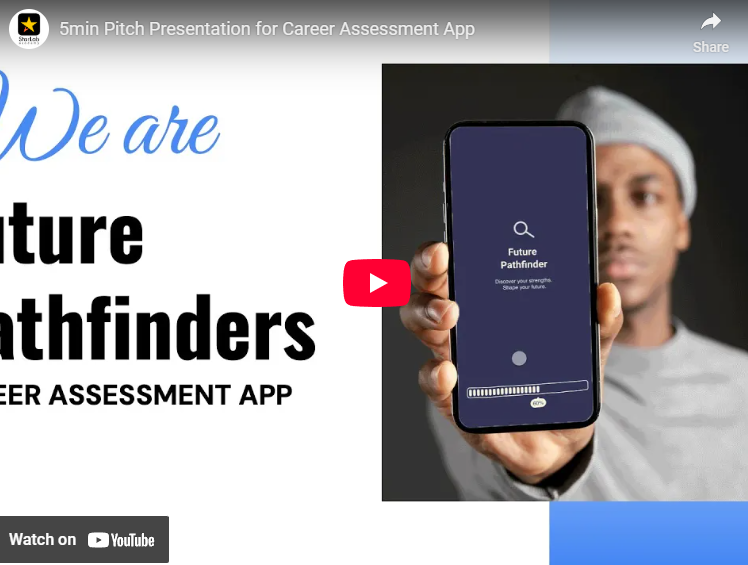 5min Pitch Presentation for Career Assessment App
Share
We are
uture
athfinders
EER ASSESSMENT APP
Future
Pathfinder
Discover your strengths.
Shape your future.
60%
Watch on YouTube